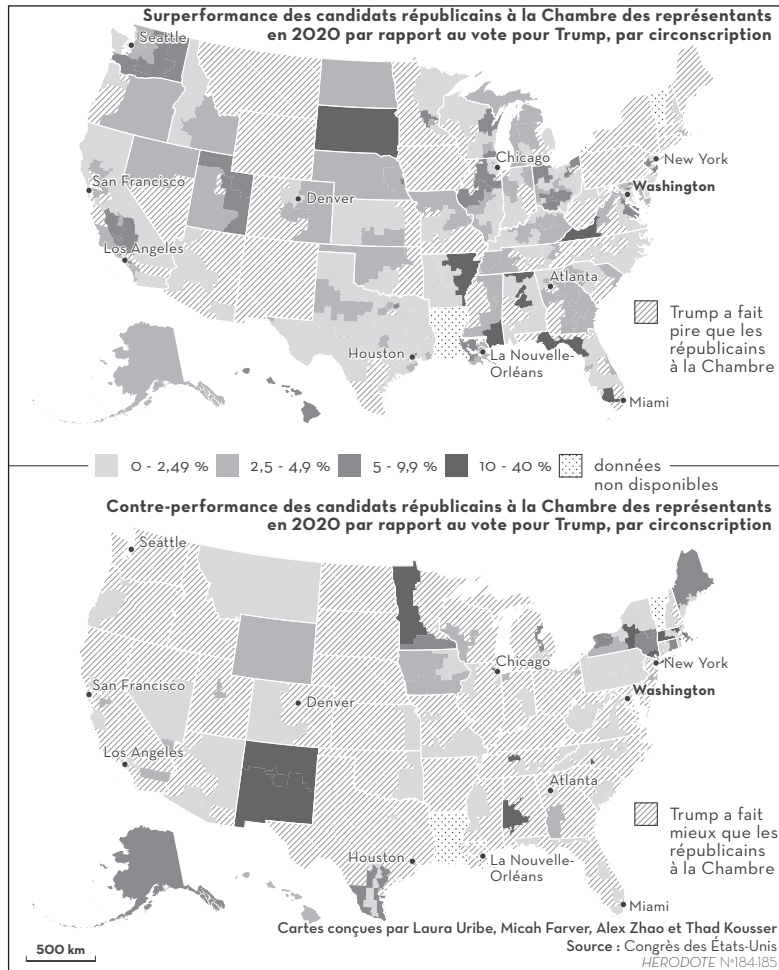 Surperformance des candidats républicains à la Chambre des représentants
en 2020 par rapport au vote pour Trump, par circonscription
Seattle
Chicago
New York
San Francisco
Denver
Washington
Los Angeles
Atlanta
Trump a fait
pire que les
républicains
à la Chambre
Houston
La Nouvelle-
Orléans
Miami
0 - 2,49 %
2,5 - 4,9 %
5 - 9,9 %
10 - 40 %
données
non disponibles
Contre-performance des candidats républicains à la Chambre des représentants
en 2020 par rapport au vote pour Trump, par circonscription
Seattle
Chicago
New York
San Francisco
Denver
Washington
Los Angeles
Atlanta
Trump a fait
mieux que les
républicains
à la Chambre
Houston
La Nouvelle-
Orléans
Miami
Cartes conçues par Laura Uribe, Micah Farver, Alex Zhao et Thad Kousser
Source : Congrès des États-Unis
500 km
HÉRODOTE N°184-185